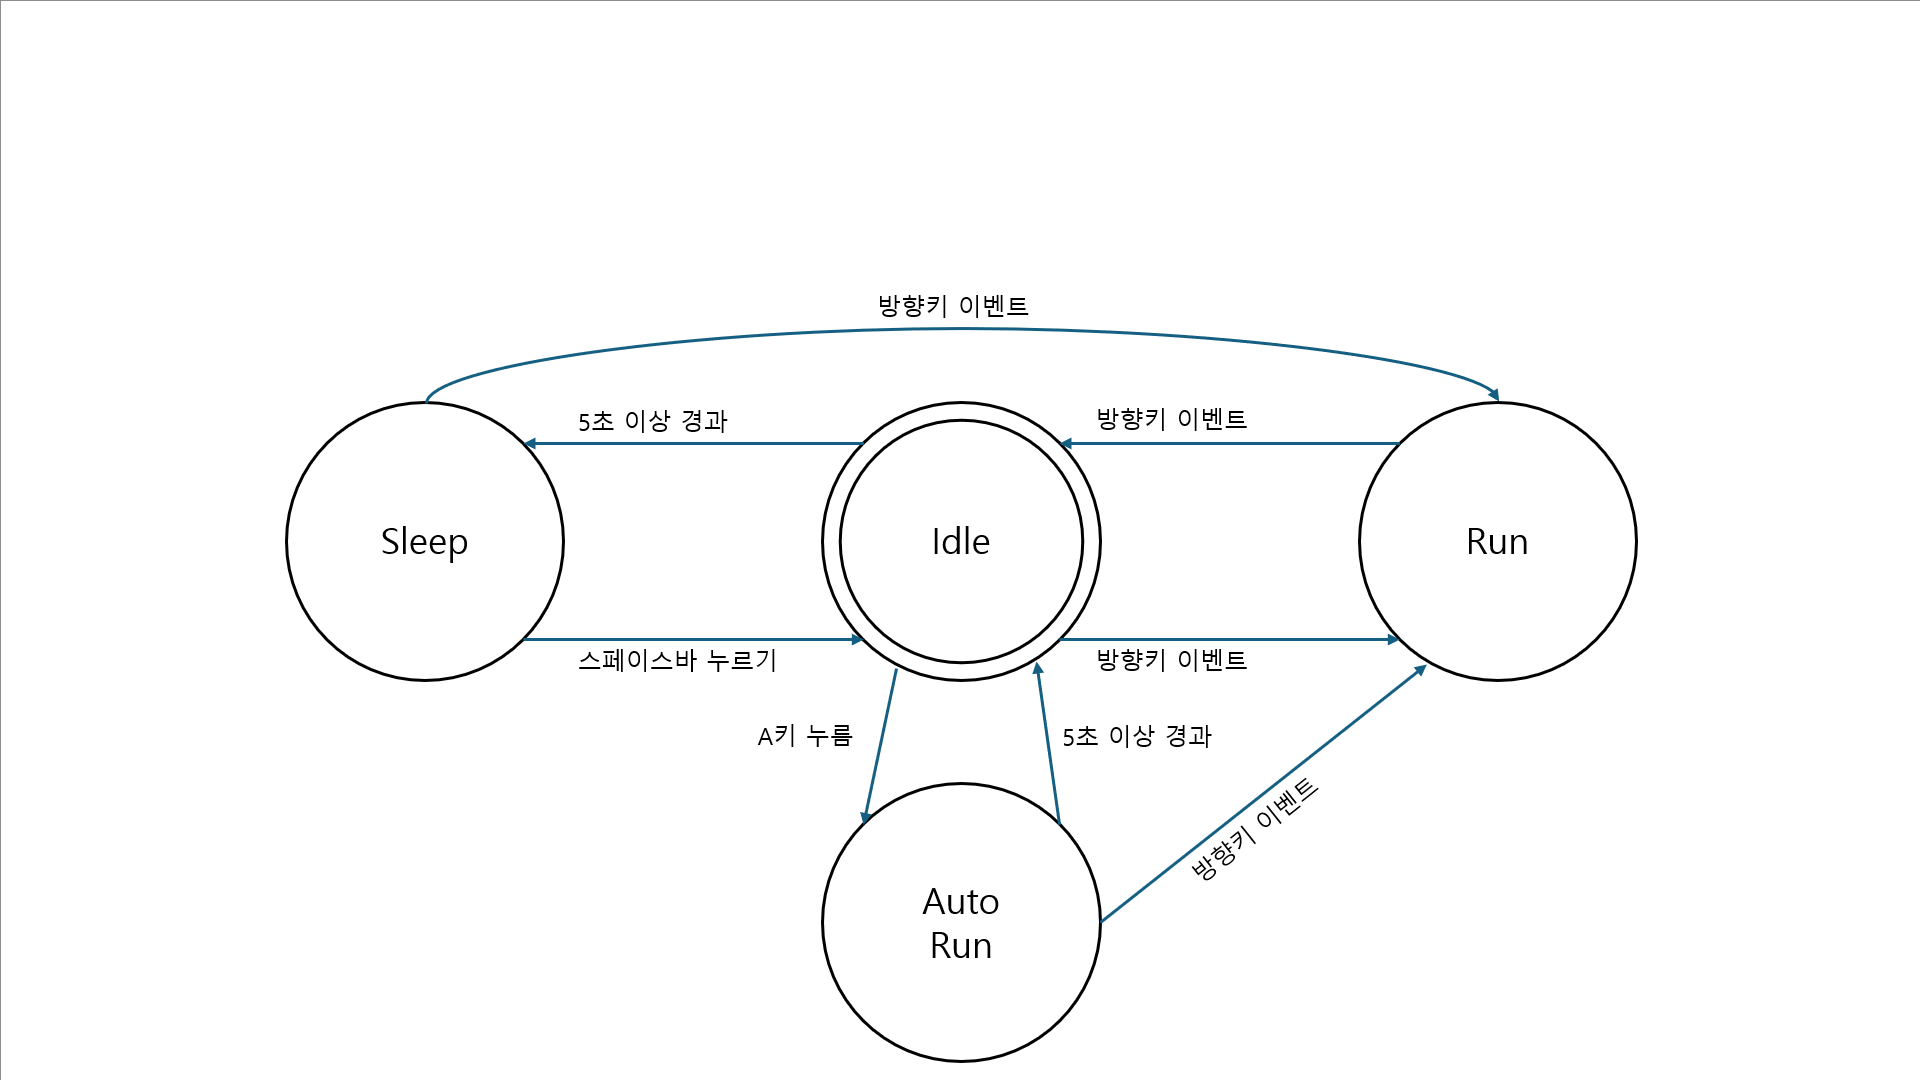 방향키 이벤트
5초 이상 경과
방향키 이벤트
Sleep
Idle
Run
스페이스바 누르기
방향키 이벤트
A키 누름
5초 이상 경과
방향키 이벤트
Auto
Run